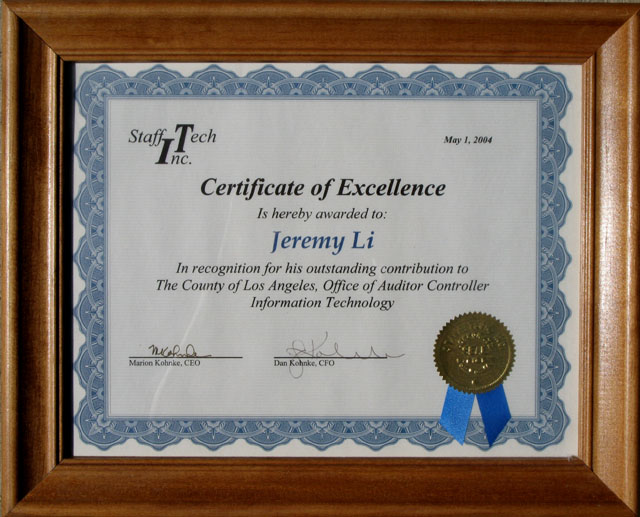 Staff Tech
Inc.
May 1, 2004
Certificate of Excellence
Is hereby awarded to:
Jeremy Li
In recognition for his outstanding contribution to
The County of Los Angeles, Office of Auditor Controller
Information Technology
Marion Kohnke, CEO
Dan Kohnke, CFO